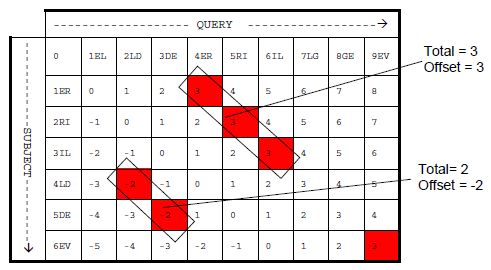 QUERY
0 1EL 2LD 3DE 4ER 5RI 6IL 7LG 8GE 9EV
1ER 0 1 2 3 4 5 6 7 8
2RI -1 0 1 2 3 4 5 6 7
3IL -2 -1 0 1 2 3 4 5 6
4LD -3 -2 -1 0 1 2 3 4 5
5DE -4 -3 -2 1 0 1 2 3 4
6EV -5 -4 -3 -2 -1 0 1 2 3
SUBJECT
Total = 3
Offset = 3
Total= 2
Offset = -2